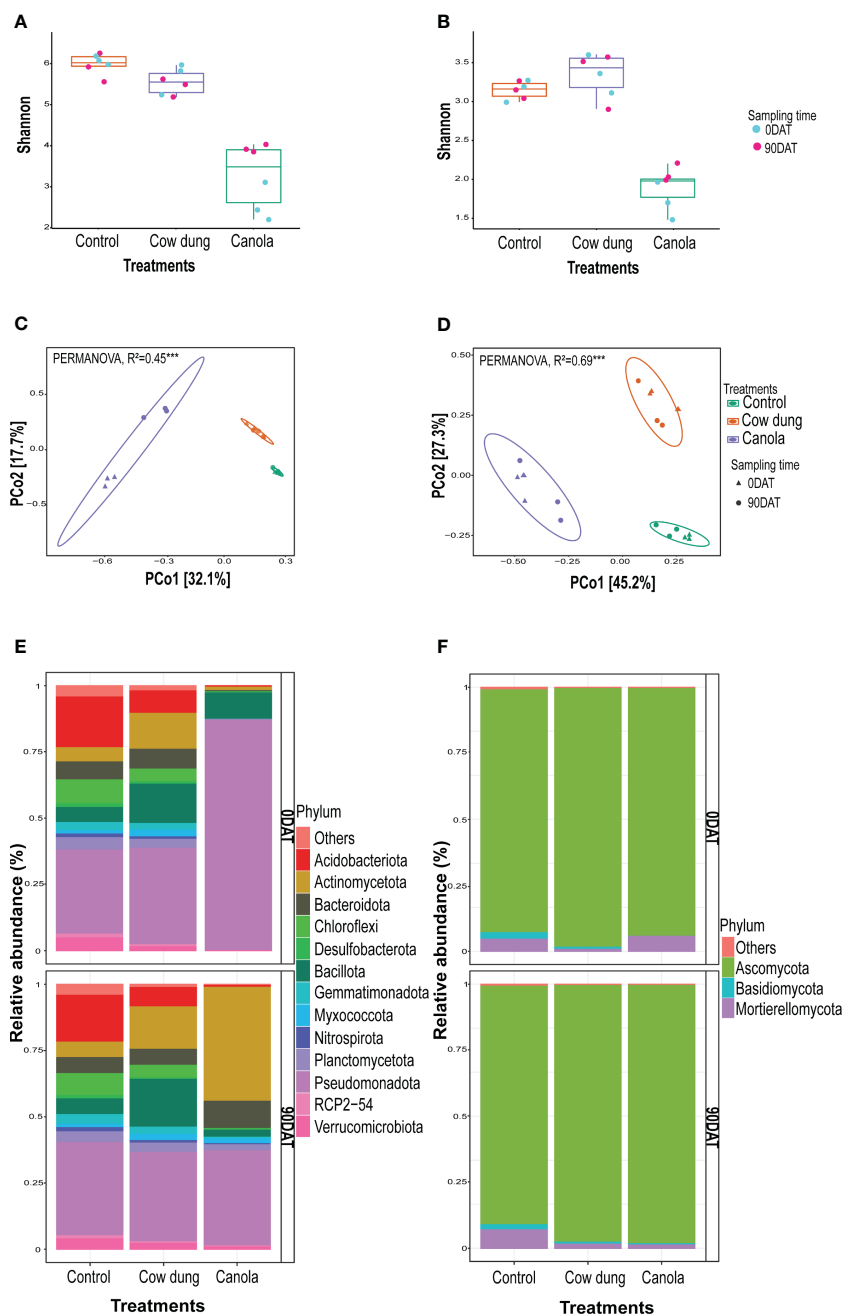 A
Shannon
6
5
4
3
2
Control
Cow dung
Canola
Treatments
B
Shannon
3.5
3.0
2.5
2.0
1.5
Control
Cow dung
Canola
Treatments
Sampling time
0DAT
90DAT
C
PERMANOVA, R²=0.45***
PCo2 [17.7%]
0.5
0.0
−0.5
−0.6
−0.3
0.0
0.3
PCo1 [32.1%]
D
PERMANOVA, R²=0.69***
PCo2 [27.3%]
0.50
0.25
0.00
−0.25
−0.50
−0.25
0.00
0.25
PCo1 [45.2%]
Treatments
Control
Cow dung
Canola
Sampling time
0DAT
90DAT
E
Relative abundance (%)
1
0.75
0.5
0.25
0
0DAT
1
0.75
0.5
0.25
0
90DAT
Control
Cow dung
Canola
Treatments
Phylum
Others
Acidobacteriota
Actinomycetota
Bacteroidota
Chloroflexi
Desulfobacterota
Bacillota
Gemmatimonadota
Myxococcota
Nitrospirota
Planctomycetota
Pseudomonadota
RCP2−54
Verrucomicrobiota
F
Relative abundance (%)
1
0.75
0.5
0.25
0
0DAT
1
0.75
0.5
0.25
0
90DAT
Control
Cow dung
Canola
Treatments
Phylum
Others
Ascomycota
Basidiomycota
Mortierellomycota